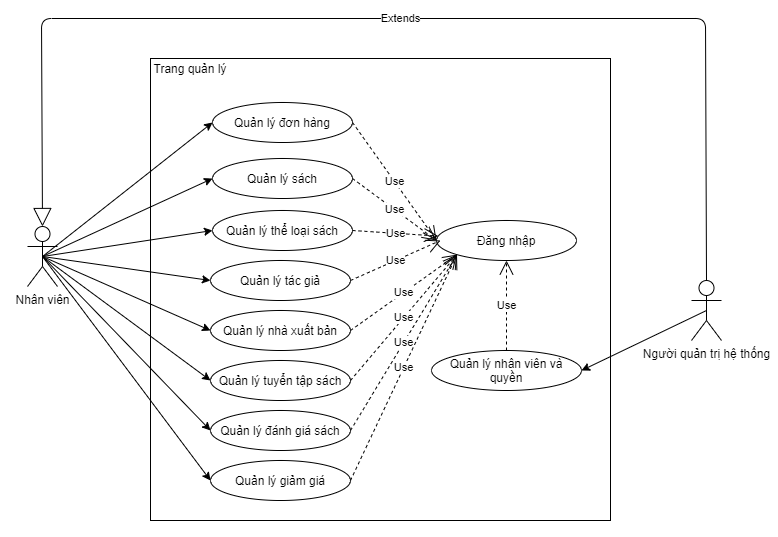 Extends
Trang quản lý
Quản lý đơn hàng
Quản lý sách
Quản lý thể loại sách
Quản lý tác giả
Quản lý nhà xuất bản
Quản lý tuyển tập sách
Quản lý đánh giá sách
Quản lý giảm giá
Use
Use
Use
Use
Use
Use
Use
Use
Đăng nhập
Use
Quản lý nhân viên và
quyền
Nhân viên
Người quản trị hệ thống